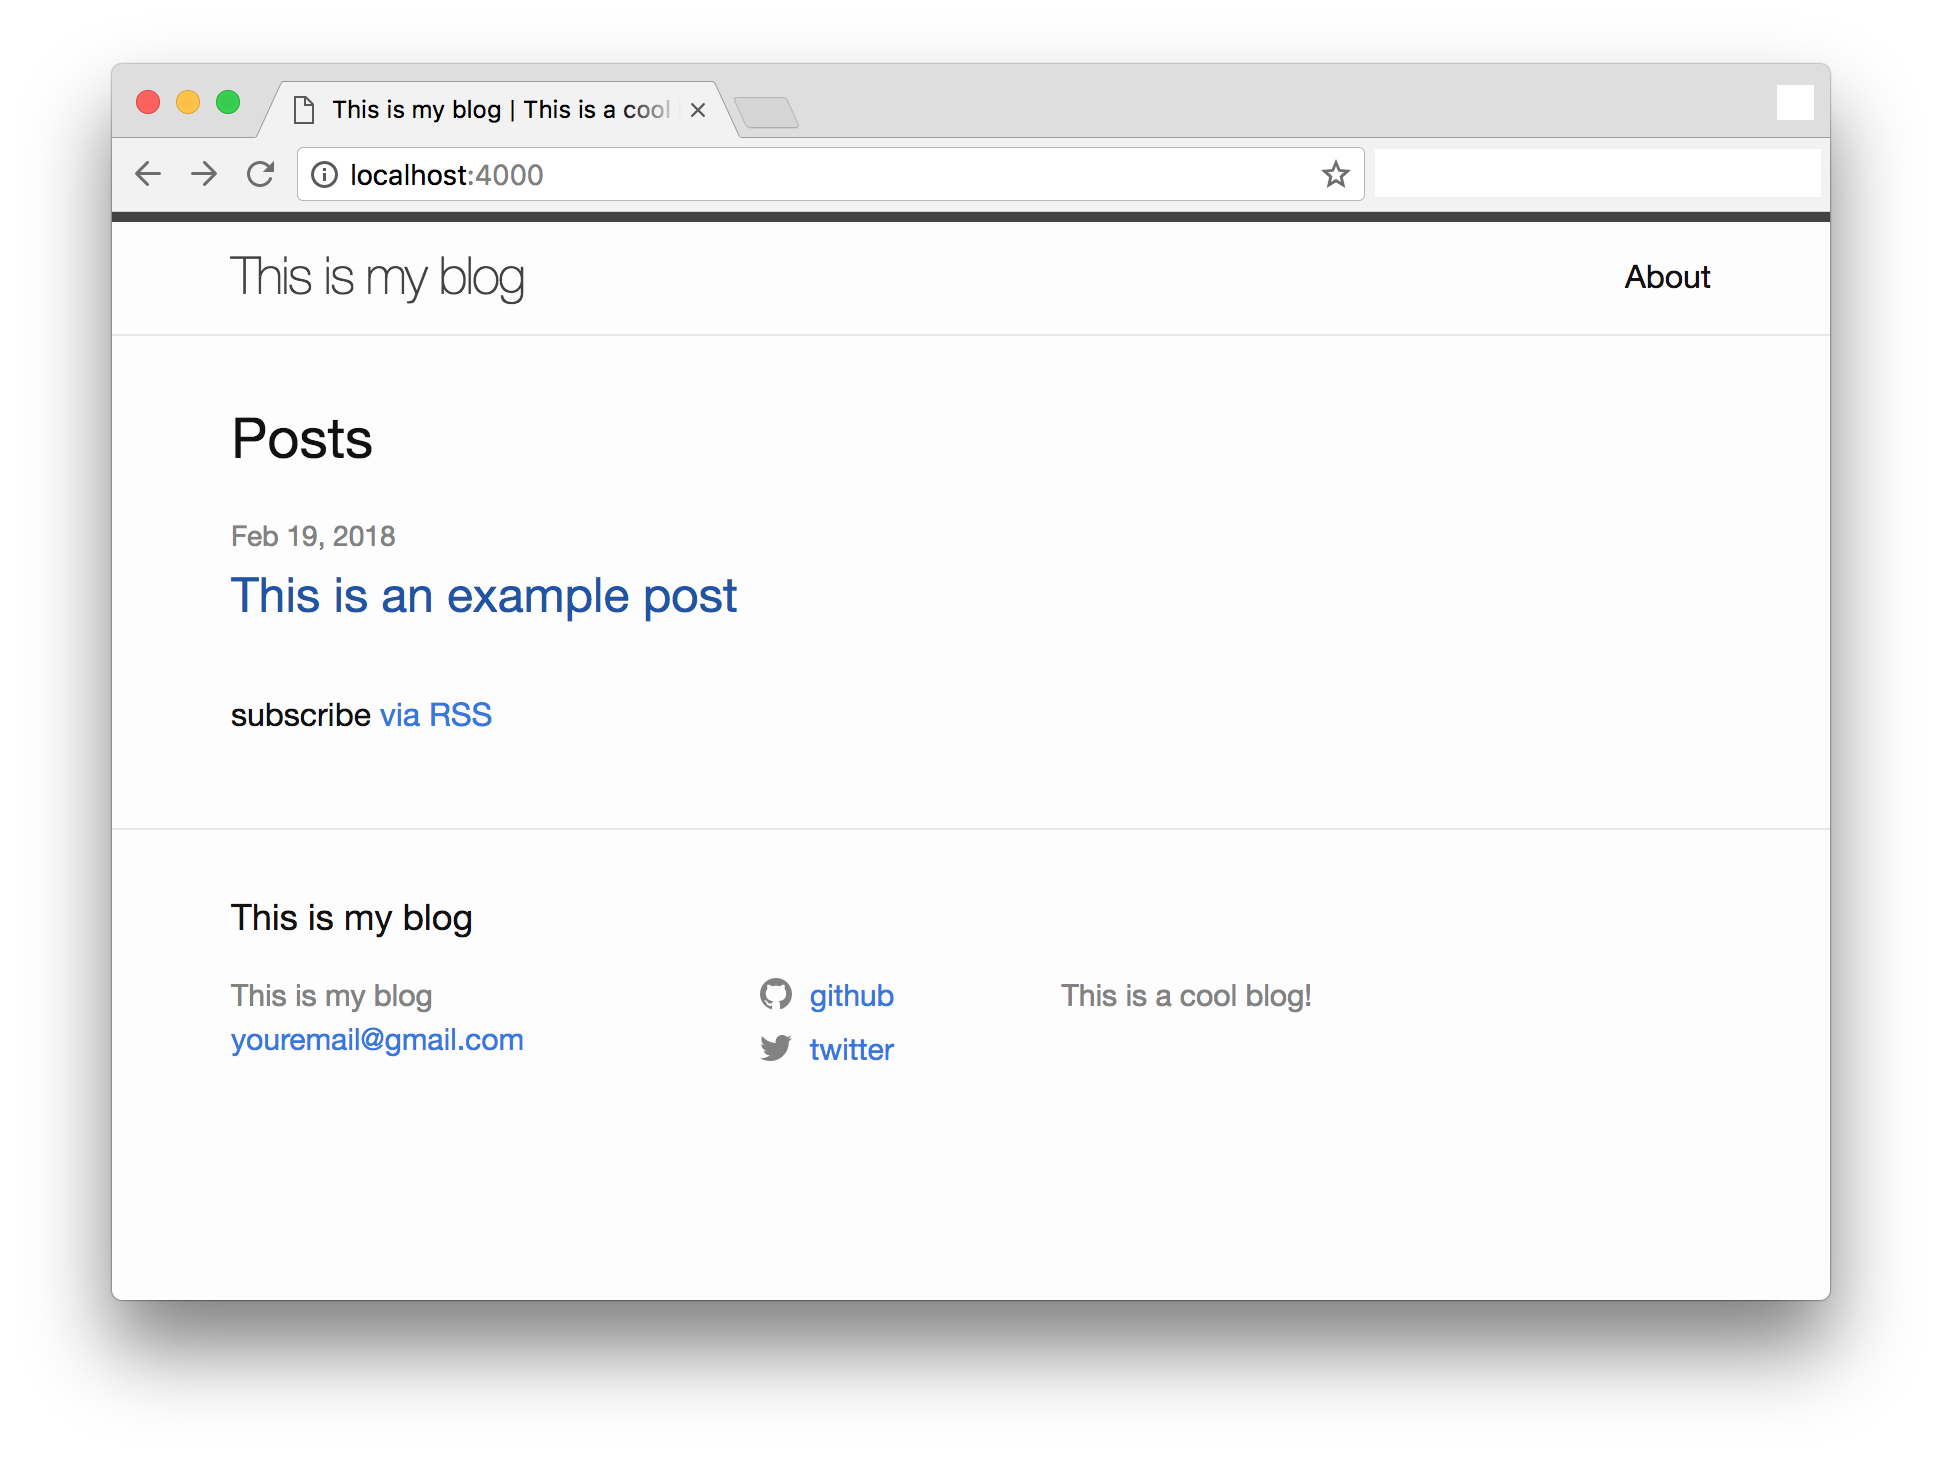 This is my blog | This is a cool
localhost:4000
This is my blog
About
Posts
Feb 19, 2018
This is an example post
subscribe via RSS
This is my blog
This is my blog
youremail@gmail.com
github
twitter
This is a cool blog!